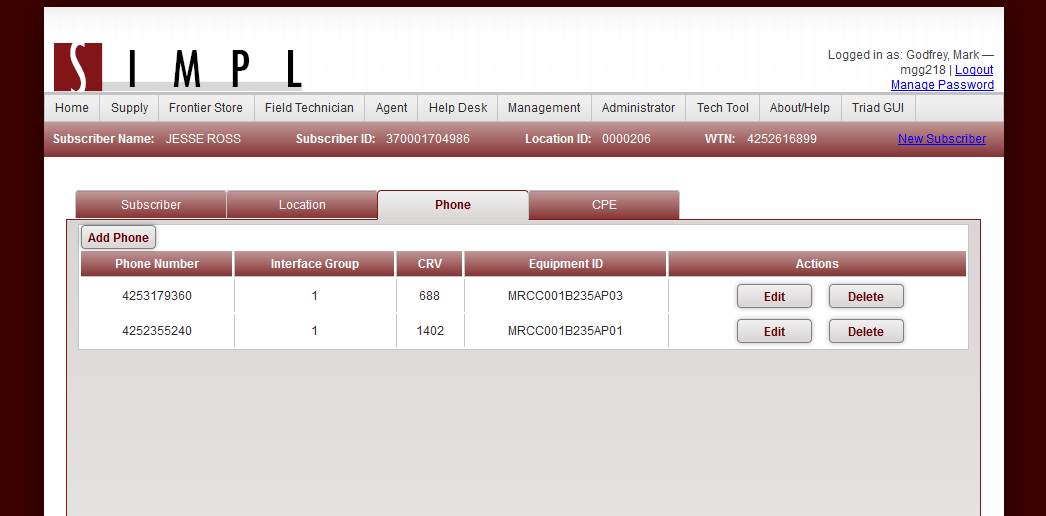 SIMPL
Logged in as: Godfrey, Mark —
mgg218 | Logout
Manage Password
Home Supply Frontier Store Field Technician Agent Help Desk Management Administrator Tech Tool About/Help Triad GUI
Subscriber Name: JESSE ROSS Subscriber ID: 370001704986 Location ID: 0000206 WTN: 4252616899 New Subscriber
Subscriber Location Phone CPE
Add Phone
Phone Number Interface Group CRV Equipment ID Actions
4253179360 1 688 MRCC001B235AP03 Edit Delete
4252355240 1 1402 MRCC001B235AP01 Edit Delete